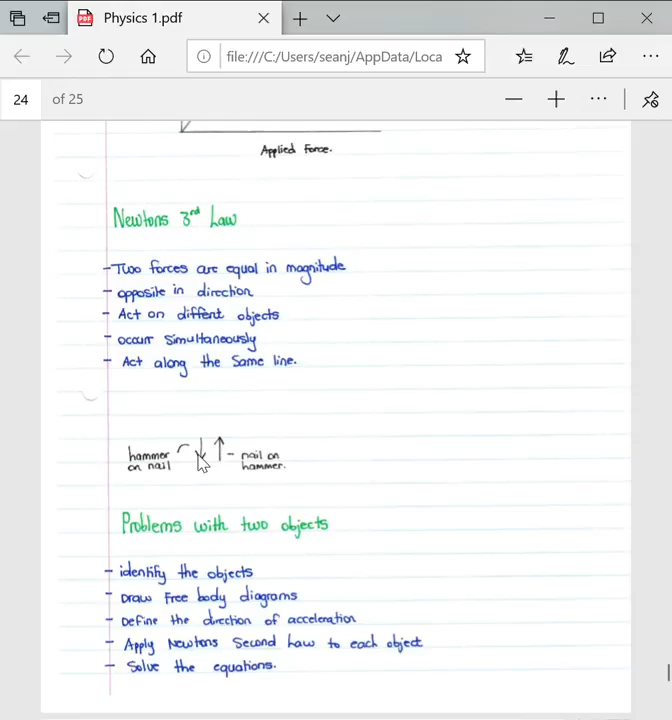 Physics 1.pdf
file:///C:/Users/seanj/AppData/Loca
24 of 25
Applied Force.
Newtons 3rd Law
- Two forces are equal in magnitude
- opposite in direction
- Act on diffent objects
- occurr simultaneously
- Act along the same line.
hammer on nail
nail on hammer.
Problems with two objects
- identify the objects
- Draw Free body diagrams
- Define the direction of acceleration
- Apply Newtons Second Law to each object
- Solve the equations.